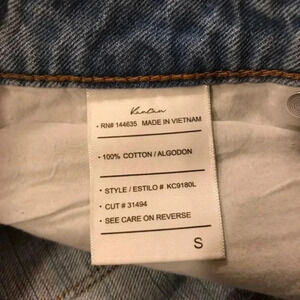 KanCan
• RN# 144635 MADE IN VIETNAM
• 100% COTTON / ALGODON
• STYLE / ESTILO # KC9180L
• CUT # 31494
• SEE CARE ON REVERSE
S